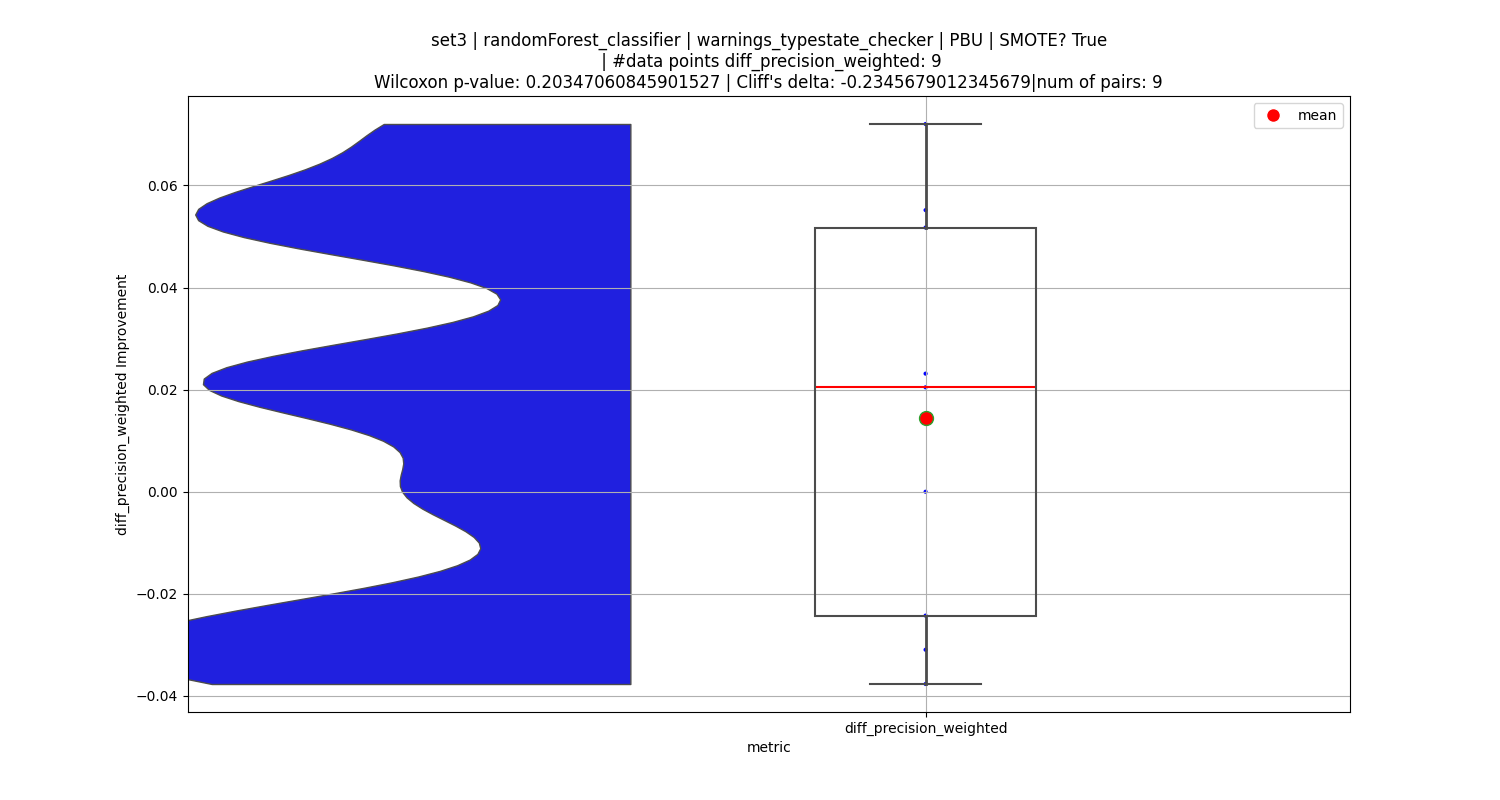 set3 | randomForest_classifier | warnings_typestate_checker | PBU | SMOTE? True
| #data points diff_precision_weighted: 9
Wilcoxon p-value: 0.20347060845901527 | Cliff's delta: -0.2345679012345679|num of pairs: 9
mean
0.06
0.04
0.02
0.00
−0.02
−0.04
diff_precision_weighted Improvement
diff_precision_weighted
metric